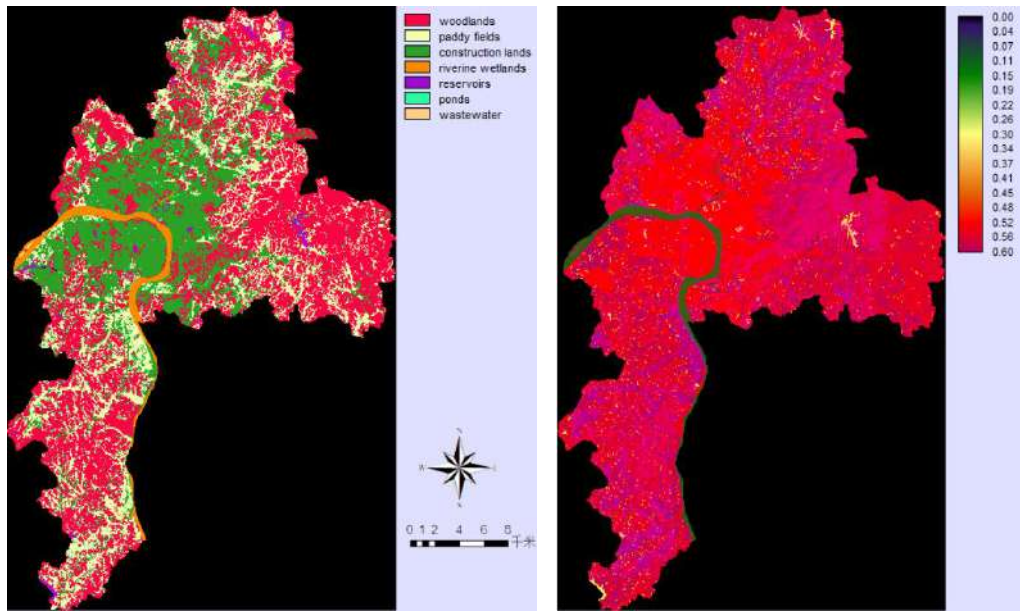 woodlands
paddy fields
construction lands
riverine wetlands
reservoirs
ponds
wastewater
N
W
E
S
0 1 2 4 6 8
千米
0.00
0.04
0.07
0.11
0.15
0.19
0.22
0.26
0.30
0.34
0.37
0.41
0.45
0.48
0.52
0.56
0.60